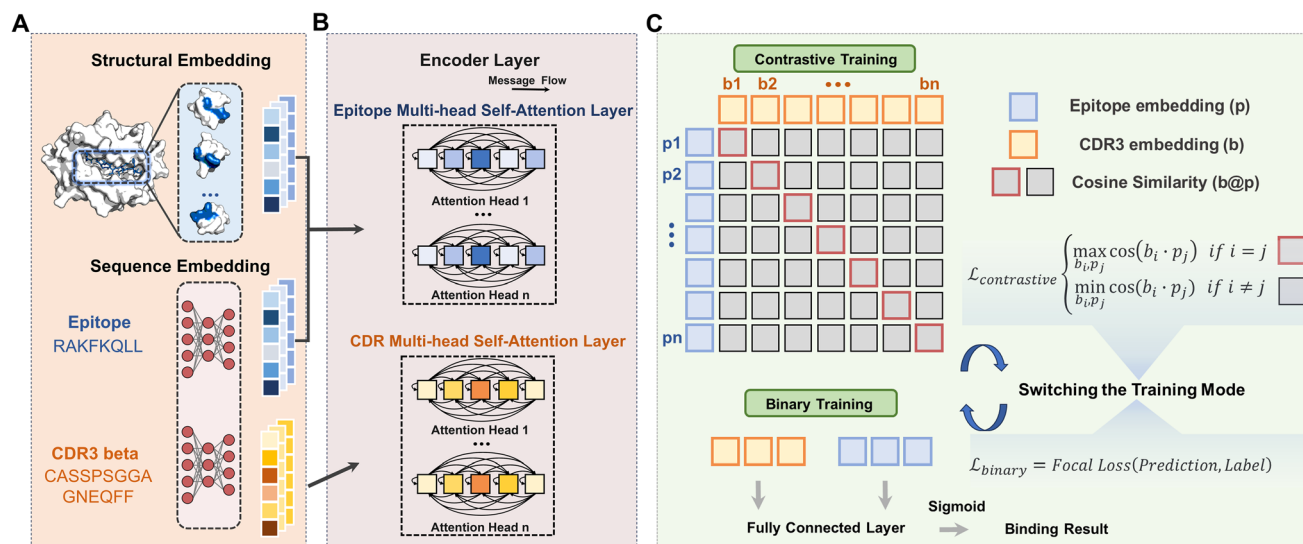 A
Structural Embedding
...
Sequence Embedding
Epitope
RAKFKQLL
CDR3 beta
CASSPSGGA
GNEQFF
B
Encoder Layer
Message Flow
Epitope Multi-head Self-Attention Layer
Attention Head 1
...
Attention Head n
CDR Multi-head Self-Attention Layer
Attention Head 1
...
Attention Head n
C
Contrastive Training
b1 b2 ... bn
p1
p2
...
pn
Epitope embedding (p)
CDR3 embedding (b)
Cosine Similarity (b@p)
ℒcontrastive { max bᵢ,pⱼ cos(bᵢ · pⱼ) if i = j
min bᵢ,pⱼ cos(bᵢ · pⱼ) if i ≠ j
Switching the Training Mode
ℒbinary = Focal Loss(Prediction, Label)
Binary Training
Fully Connected Layer
Sigmoid
Binding Result